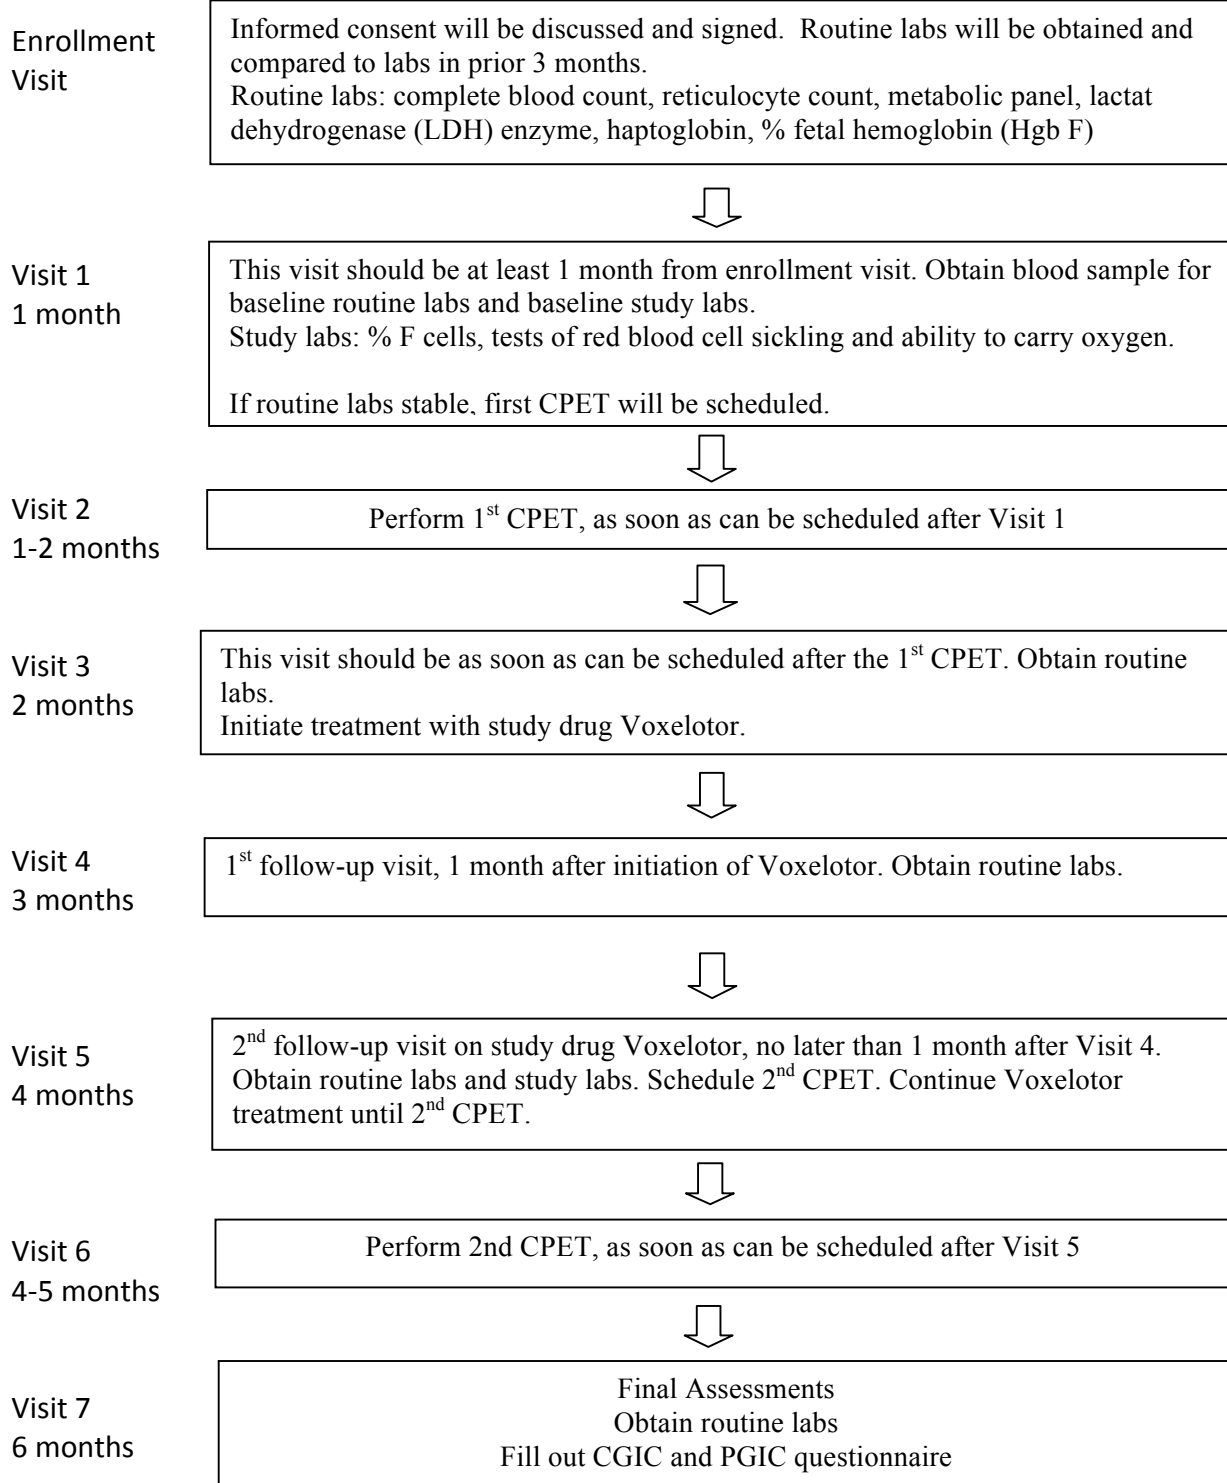 Enrollment
Visit
Informed consent will be discussed and signed.  Routine labs will be obtained and
compared to labs in prior 3 months.
Routine labs: complete blood count, reticulocyte count, metabolic panel, lactat
dehydrogenase (LDH) enzyme, haptoglobin, % fetal hemoglobin (Hgb F)
Visit 1
1 month
This visit should be at least 1 month from enrollment visit. Obtain blood sample for
baseline routine labs and baseline study labs.
Study labs: % F cells, tests of red blood cell sickling and ability to carry oxygen.
If routine labs stable, first CPET will be scheduled.
Visit 2
1-2 months
Perform 1st CPET, as soon as can be scheduled after Visit 1
Visit 3
2 months
This visit should be as soon as can be scheduled after the 1st CPET. Obtain routine
labs.
Initiate treatment with study drug Voxelotor.
Visit 4
3 months
1st follow-up visit, 1 month after initiation of Voxelotor. Obtain routine labs.
Visit 5
4 months
2nd follow-up visit on study drug Voxelotor, no later than 1 month after Visit 4.
Obtain routine labs and study labs. Schedule 2nd CPET. Continue Voxelotor
treatment until 2nd CPET.
Visit 6
4-5 months
Perform 2nd CPET, as soon as can be scheduled after Visit 5
Visit 7
6 months
Final Assessments
Obtain routine labs
Fill out CGIC and PGIC questionnaire